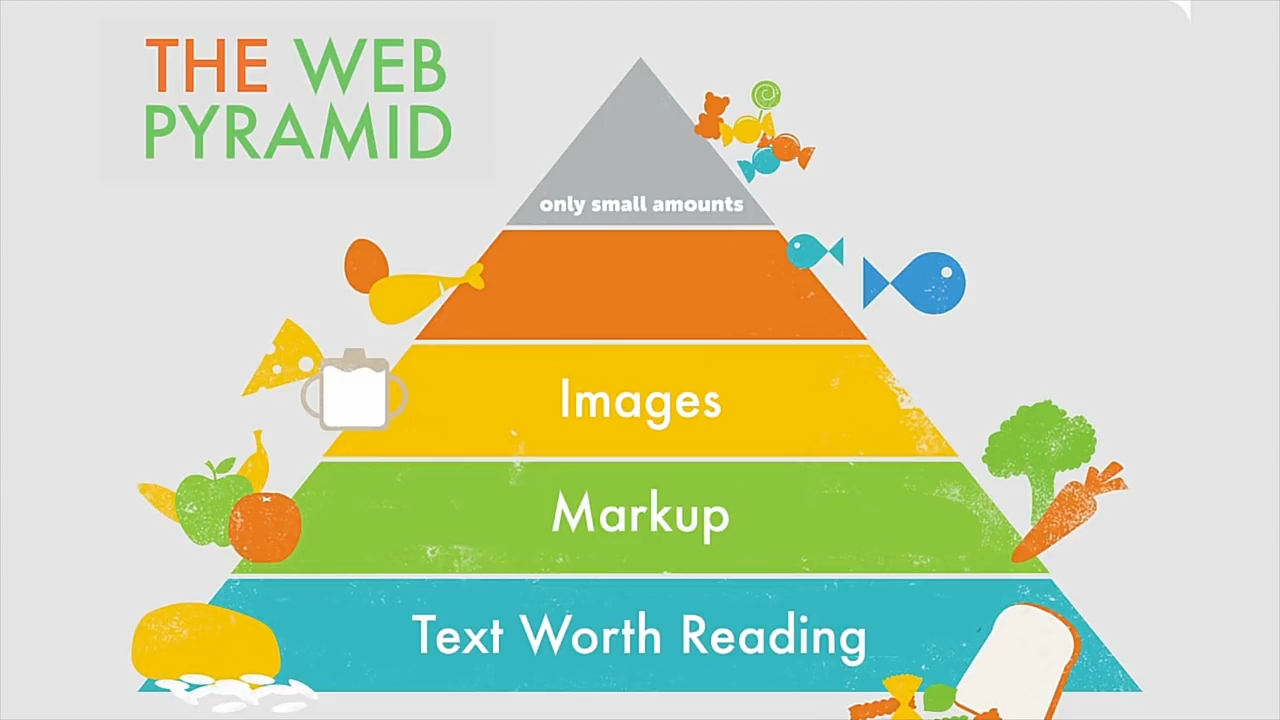 THE WEB
PYRAMID
only small amounts
Images
Markup
Text Worth Reading